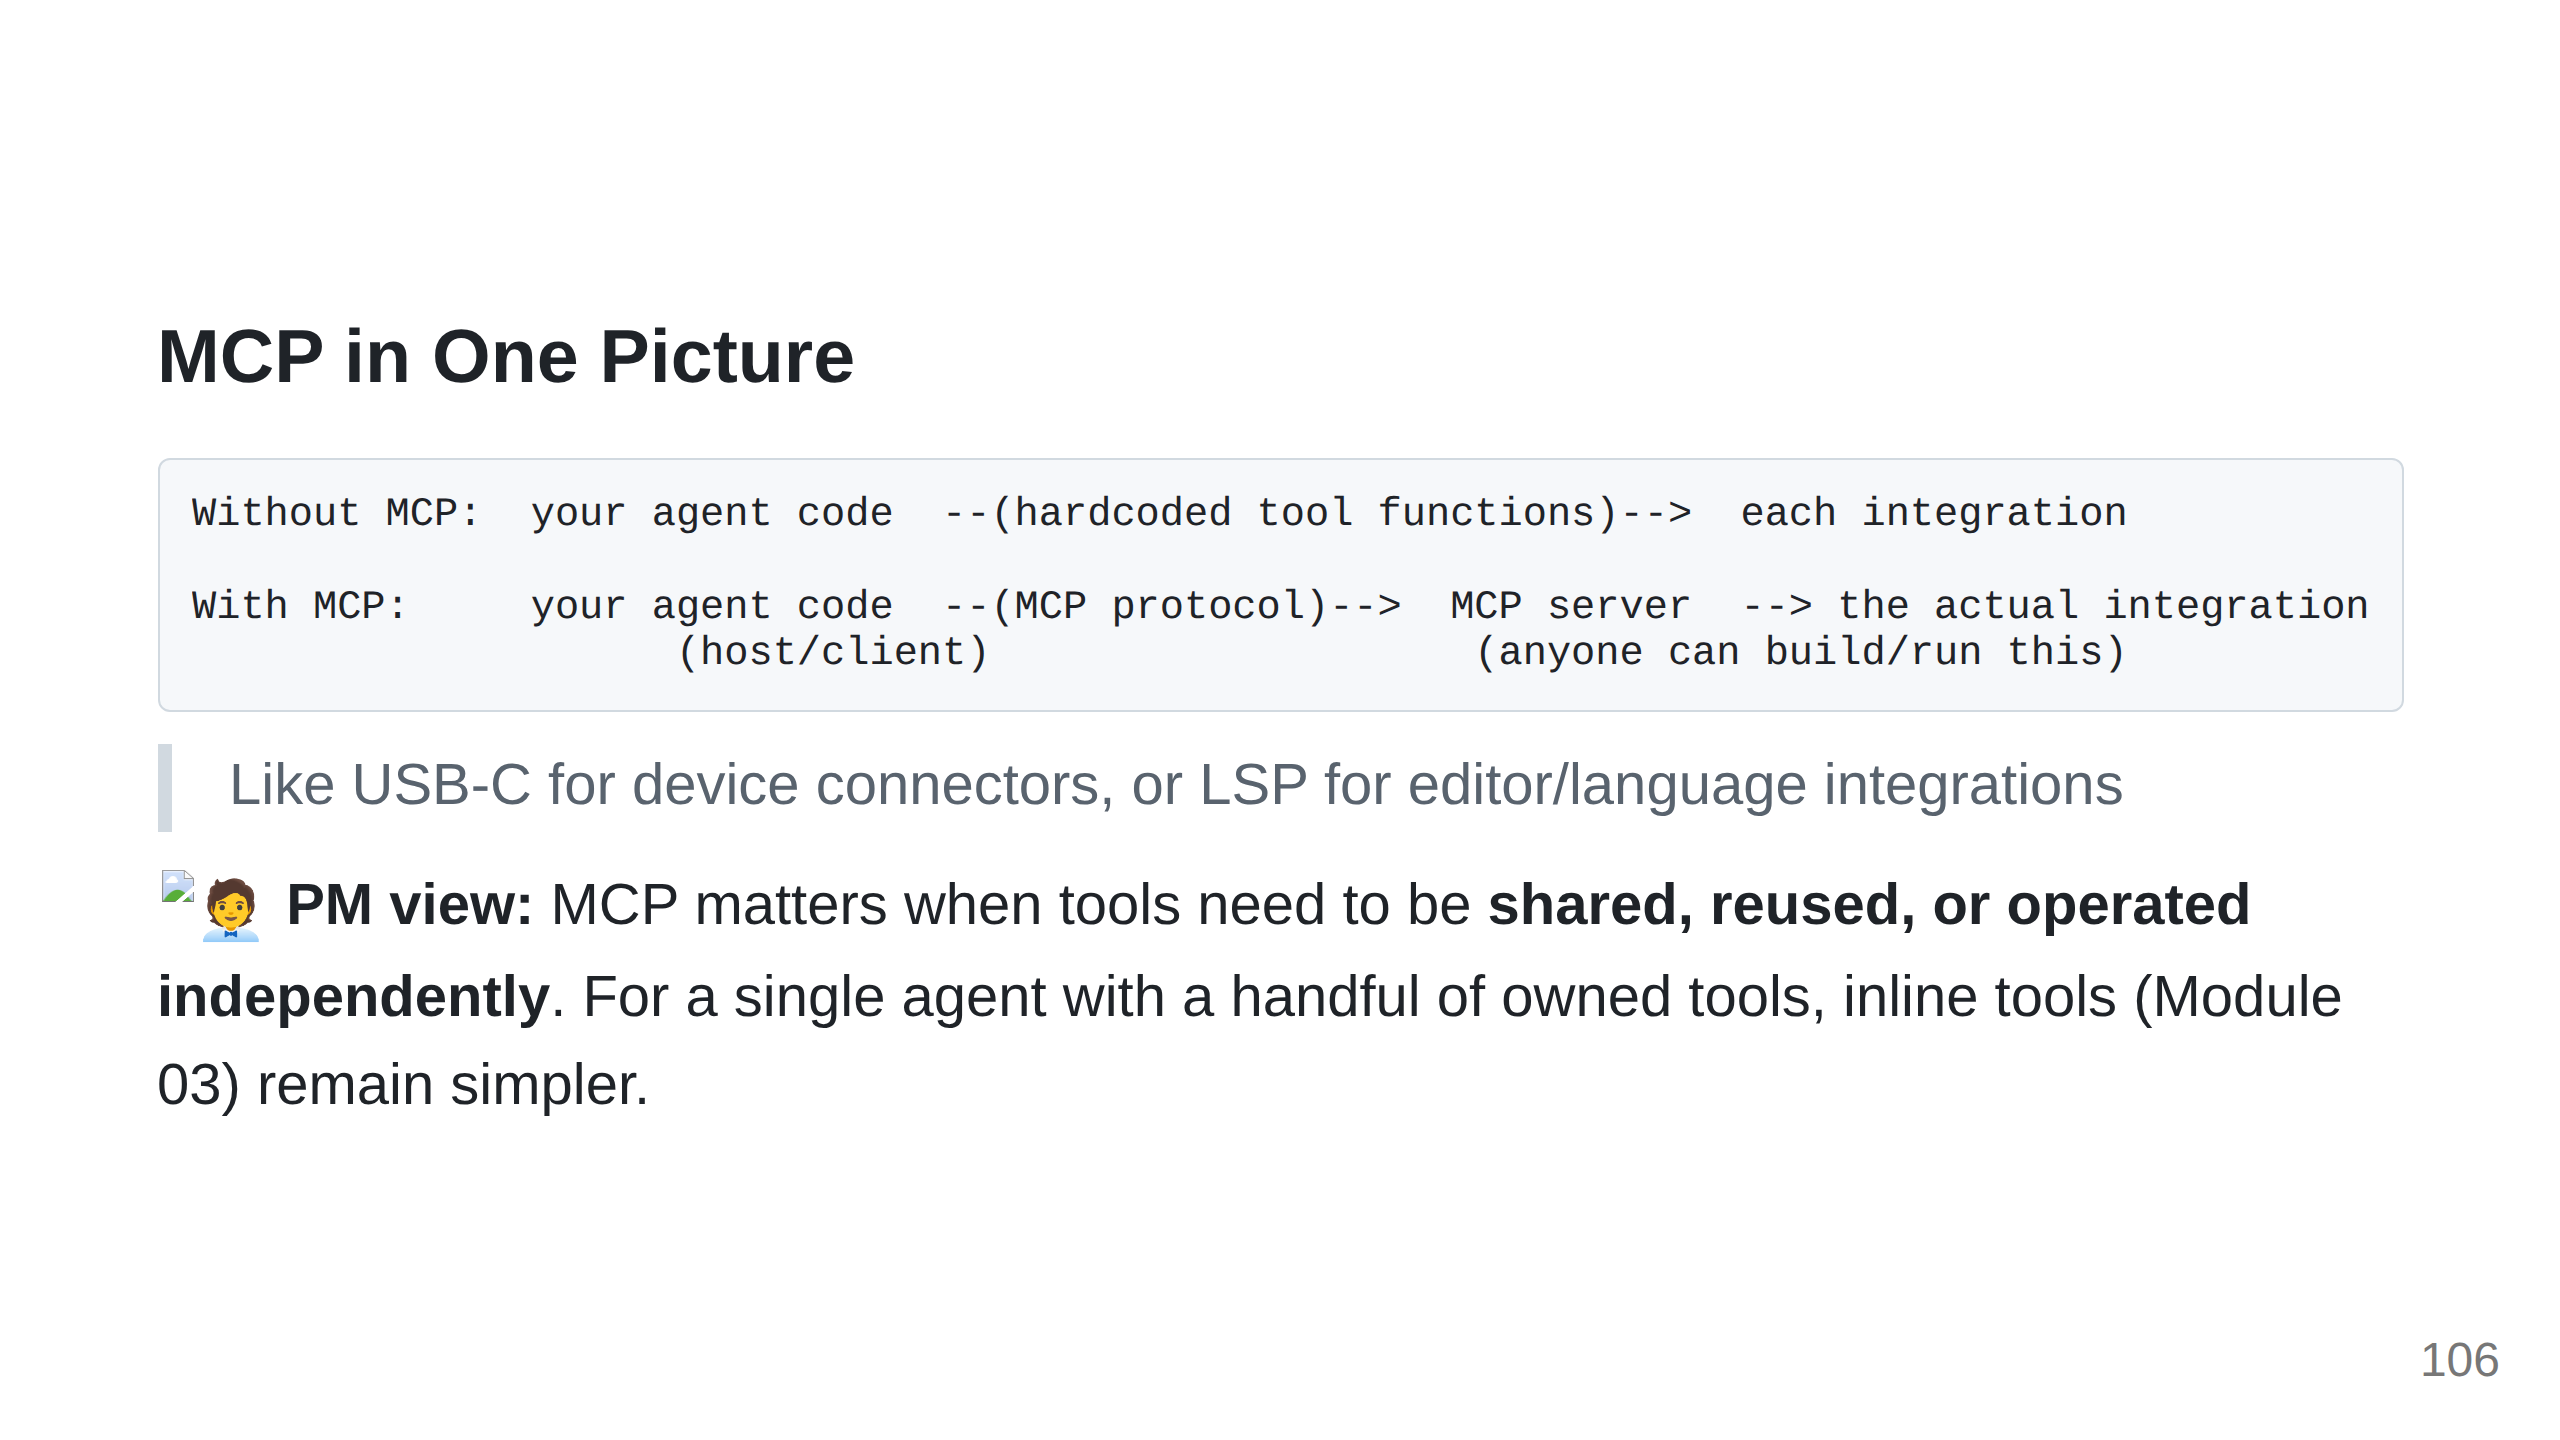 MCP in One Picture
Without MCP:  your agent code  --(hardcoded tool functions)-->  each integration
With MCP:     your agent code  --(MCP protocol)-->  MCP server  --> the actual integration
                    (host/client)                    (anyone can build/run this)
Like USB-C for device connectors, or LSP for editor/language integrations
🧑‍💼 PM view: MCP matters when tools need to be shared, reused, or operated
independently. For a single agent with a handful of owned tools, inline tools (Module
03) remain simpler.
106